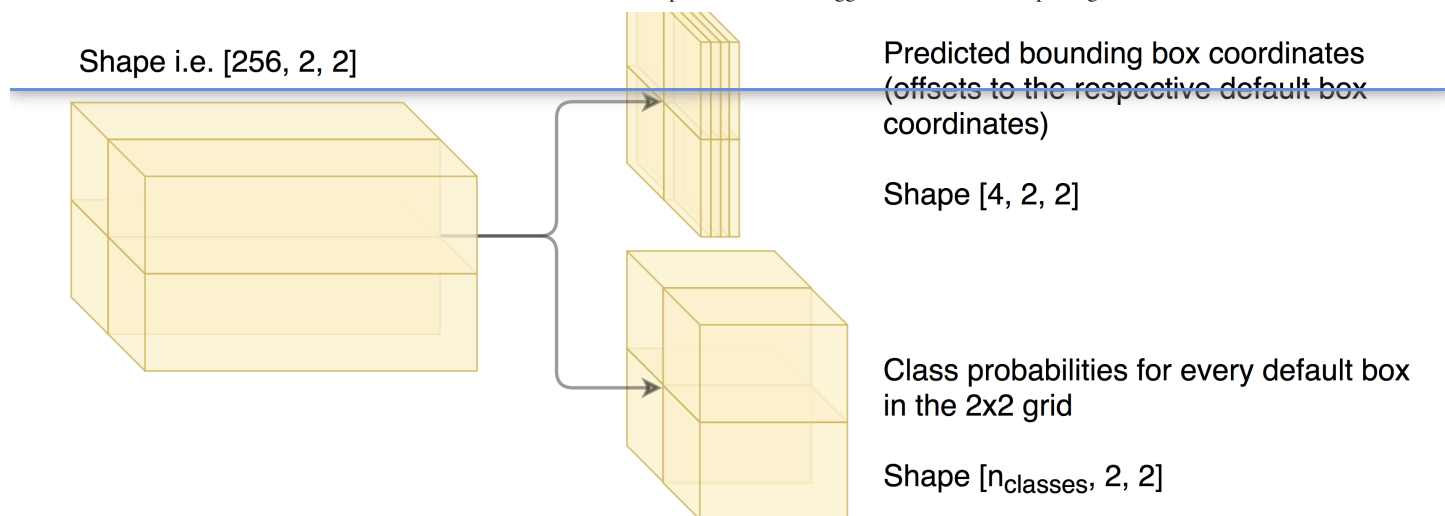 Shape i.e. [256, 2, 2]
Predicted bounding box coordinates
(offsets to the respective default box
coordinates)
Shape [4, 2, 2]
Class probabilities for every default box
in the 2x2 grid
Shape [nclasses, 2, 2]